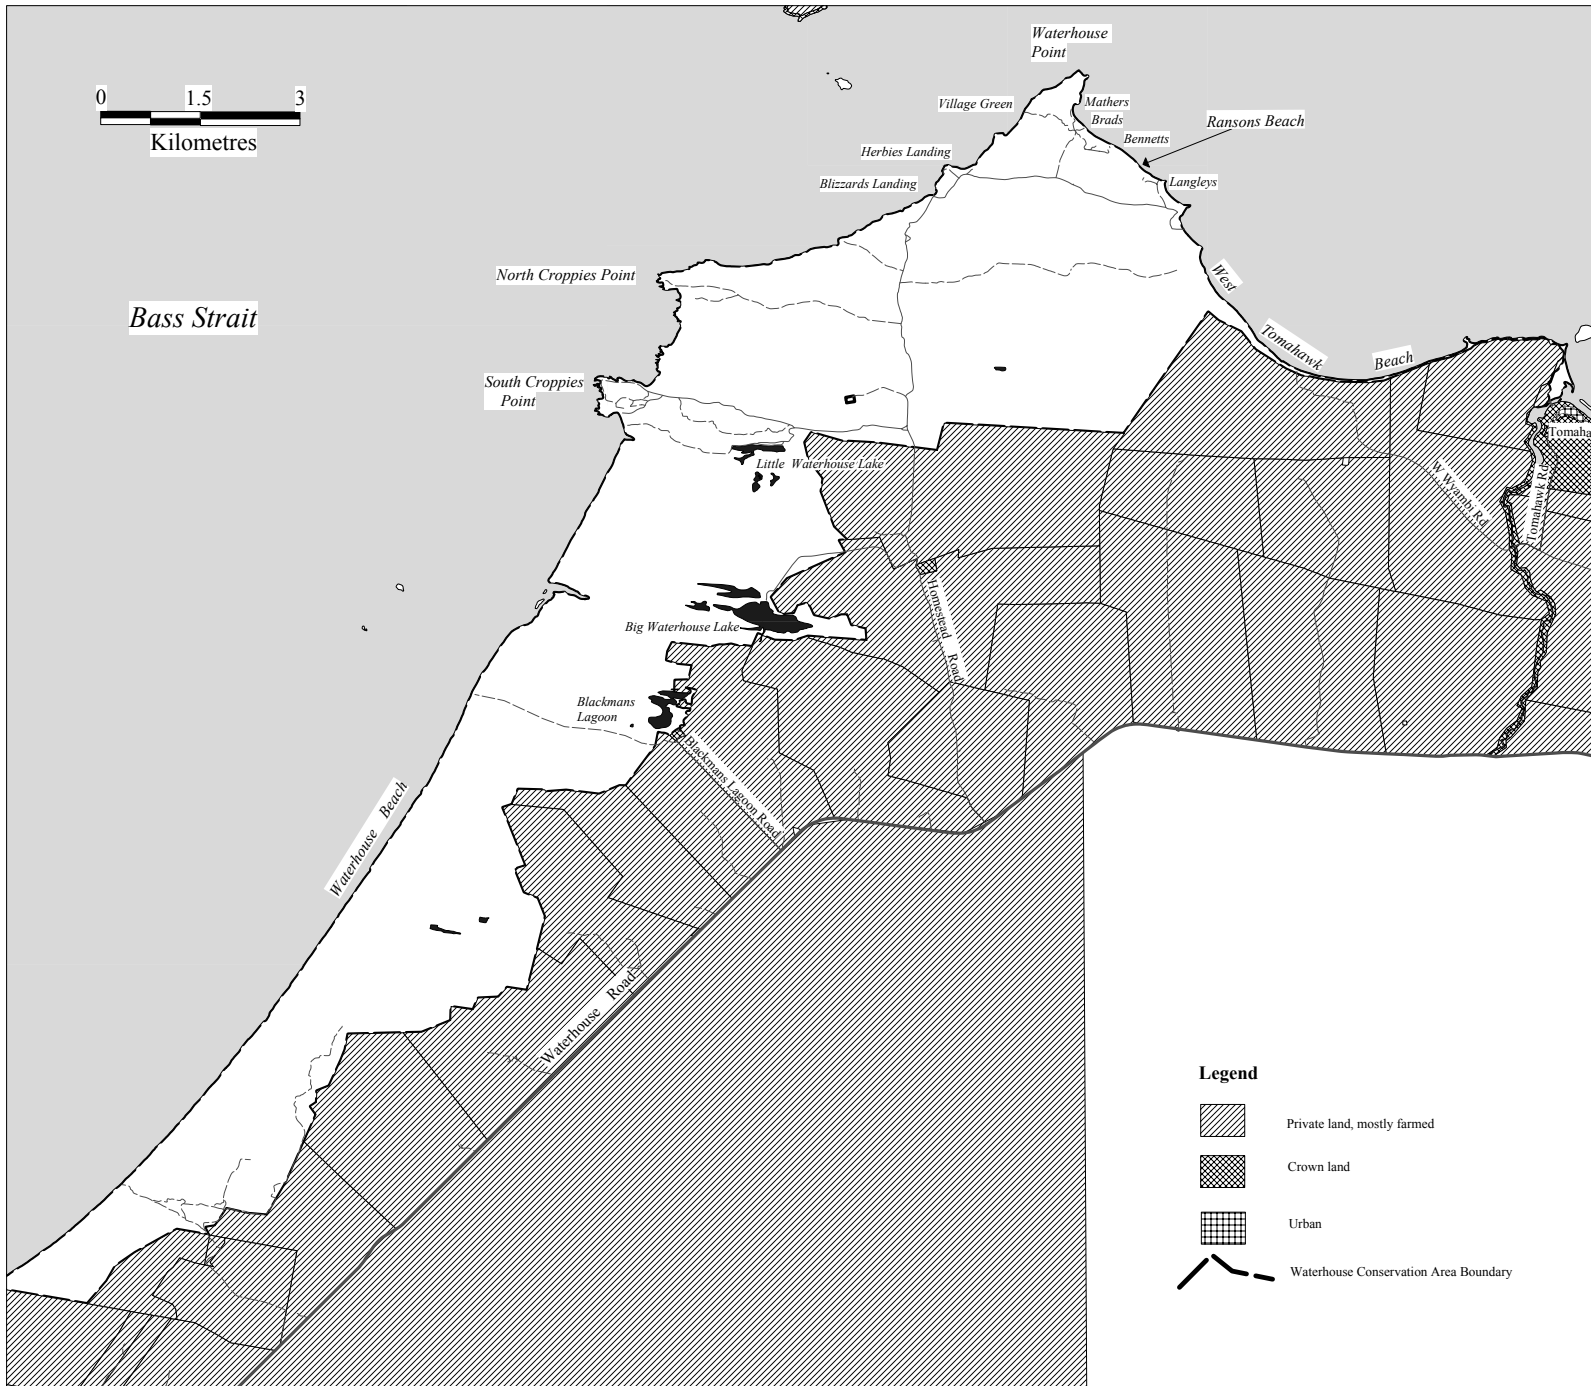 Waterhouse
Point
0 1.5 3
Kilometres
Village Green
Mathers
Brads
Ransons Beach
Bennetts
Herbies Landing
Blizzards Landing
Langleys
North Croppies Point
West
Bass Strait
Tomahawk
Beach
South Croppies
Point
Tomaha
Little Waterhouse Lake
W. Wyambi Rd
Tomahawk Rd
Homestead Road
Big Waterhouse Lake
Blackmans
Lagoon
Blackmans Lagoon Road
Waterhouse Beach
Waterhouse Road
Legend
Private land, mostly farmed
Crown land
Urban
Waterhouse Conservation Area Boundary